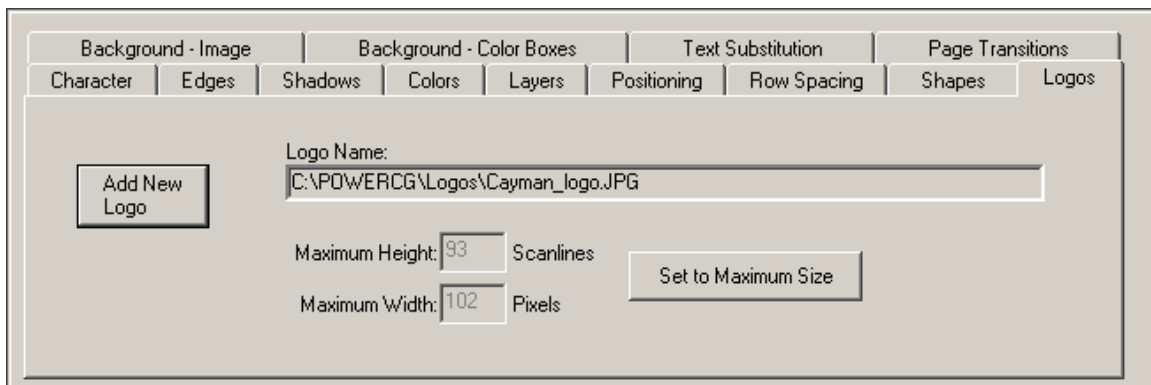 Background - Image Background - Color Boxes Text Substitution Page Transitions
Character Edges Shadows Colors Layers Positioning Row Spacing Shapes Logos
Logo Name:
Add New
Logo
C:\POWERCG\Logos\Cayman_logo.JPG
Maximum Height: 93 Scanlines
Set to Maximum Size
Maximum Width: 102 Pixels